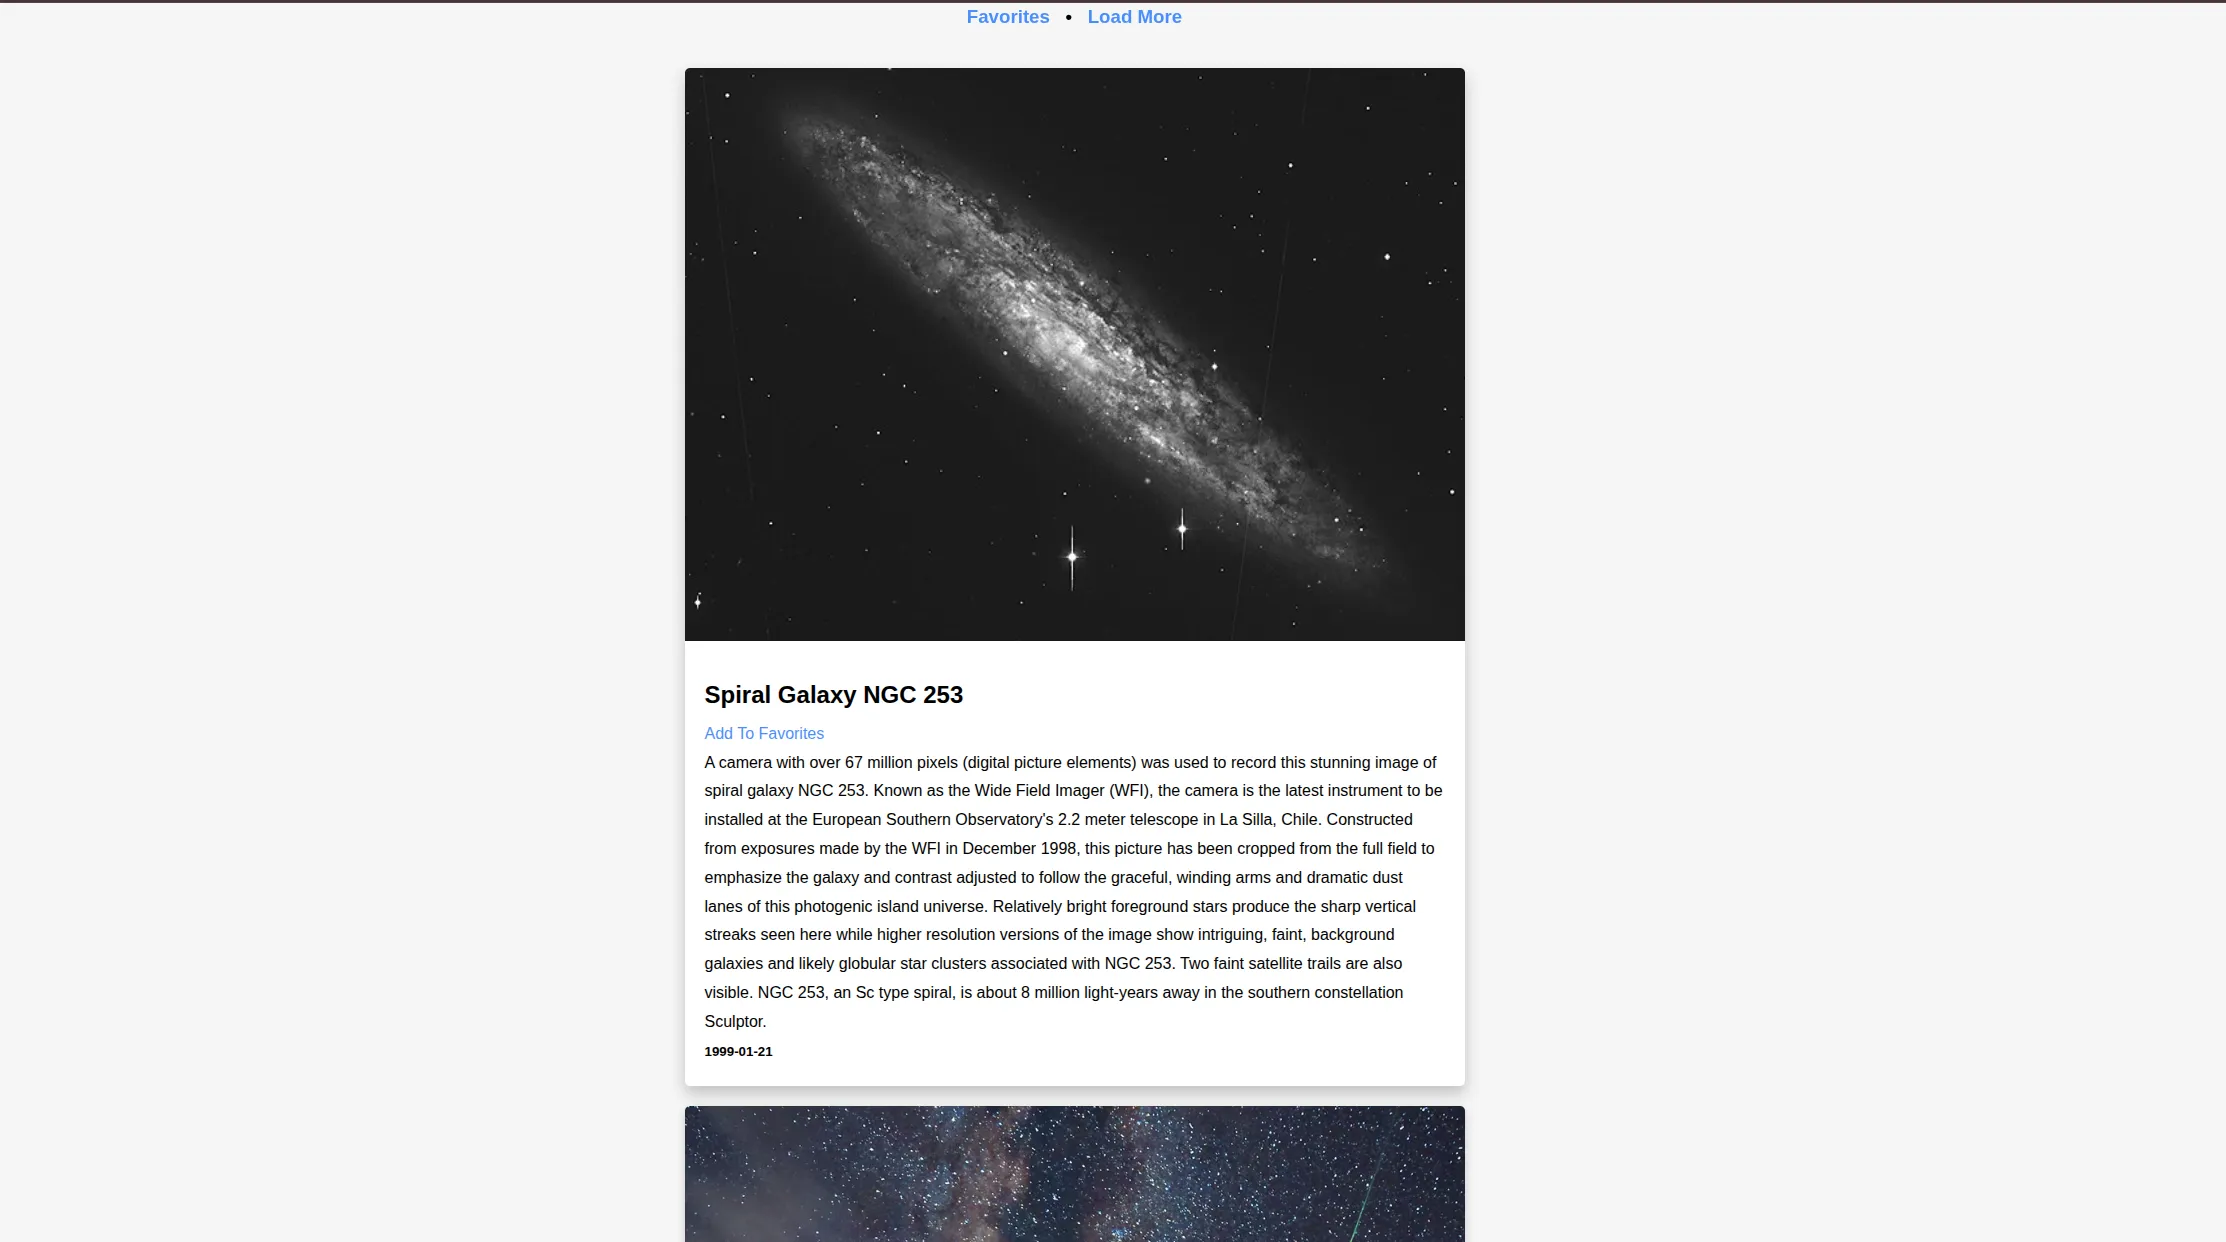 Favorites • Load More
Spiral Galaxy NGC 253
Add To Favorites
A camera with over 67 million pixels (digital picture elements) was used to record this stunning image of
spiral galaxy NGC 253. Known as the Wide Field Imager (WFI), the camera is the latest instrument to be
installed at the European Southern Observatory's 2.2 meter telescope in La Silla, Chile. Constructed
from exposures made by the WFI in December 1998, this picture has been cropped from the full field to
emphasize the galaxy and contrast adjusted to follow the graceful, winding arms and dramatic dust
lanes of this photogenic island universe. Relatively bright foreground stars produce the sharp vertical
streaks seen here while higher resolution versions of the image show intriguing, faint, background
galaxies and likely globular star clusters associated with NGC 253. Two faint satellite trails are also
visible. NGC 253, an Sc type spiral, is about 8 million light-years away in the southern constellation
Sculptor.
1999-01-21